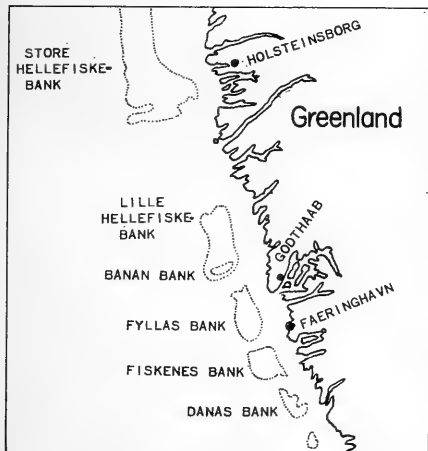 STORE
HELLEFISKE-
BANK
HOLSTEINSBORG
Greenland
LILLE
HELLEFISKE-
BANK
GODTHAAB
BANAN BANK
FYLLAS BANK
FAERINGHAVN
FISKENES BANK
DANAS BANK